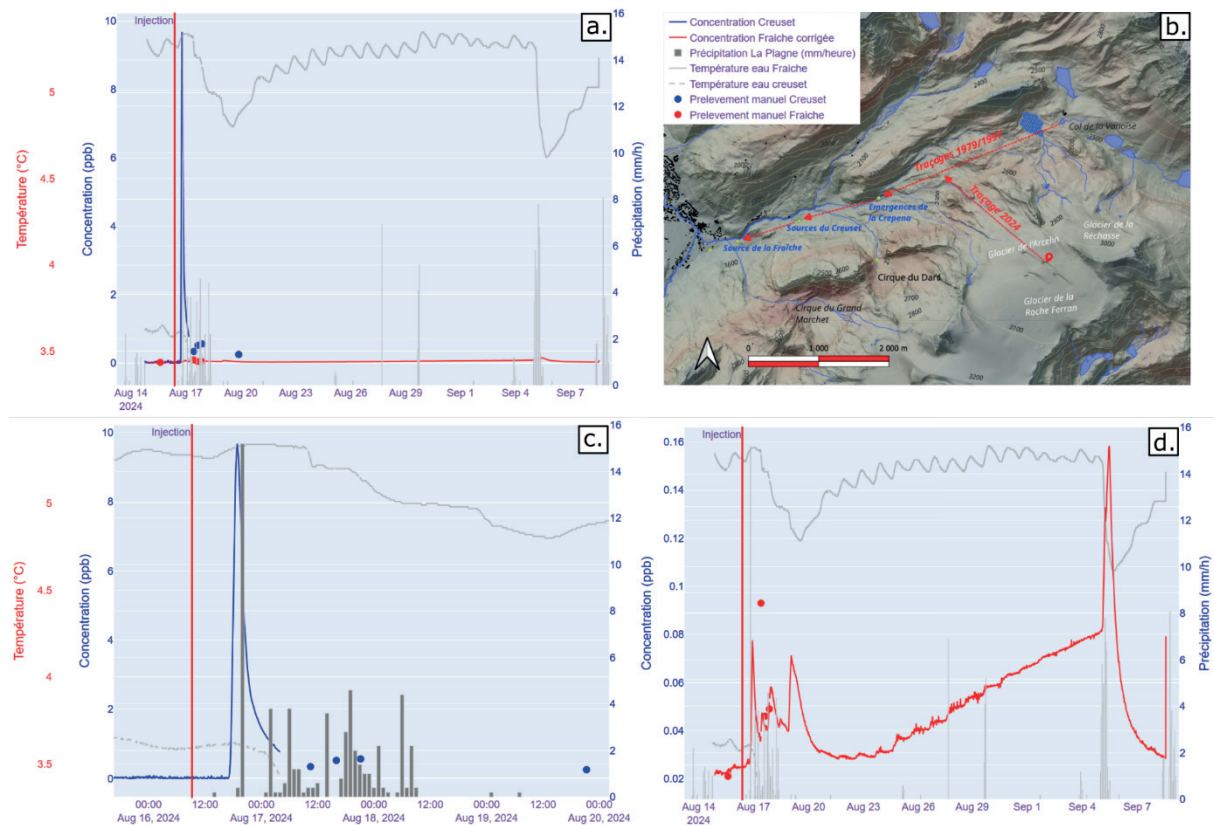 a.
Injection
Concentration Creuset
Concentration Fraiche corrigée
Précipitation La Plagne (mm/heure)
Température eau Fraiche
Température eau creuset
Prelevement manuel Creuset
Prelevement manuel Fraiche
Température (°C)
5
4.5
4
3.5
Concentration (ppb)
10
8
6
4
2
0
Précipitation (mm/h)
16
14
12
10
8
6
4
2
0
Aug 14
2024
Aug 17
Aug 20
Aug 23
Aug 26
Aug 29
Sep 1
Sep 4
Sep 7
b.
Traçages 1979/1991
Col de la Vanoise
Traçage 2024
Emergences de
la Crepena
Sources du Creuset
Source de la Fraîche
Glacier de l'Arcelin
Glacier de la
Réchasse
Glacier de la
Roche Ferran
Cirque du Dard
Cirque du Grand
Marchet
0 1 000 2 000 m
c.
Injection
Température (°C)
5
4.5
4
3.5
Concentration (ppb)
10
8
6
4
2
0
16
14
12
10
8
6
4
2
0
00:00
Aug 16, 2024
12:00
00:00
Aug 17, 2024
12:00
00:00
Aug 18, 2024
12:00
00:00
Aug 19, 2024
12:00
00:00
Aug 20, 2024
d.
Injection
Concentration (ppb)
0.16
0.14
0.12
0.1
0.08
0.06
0.04
0.02
Précipitation (mm/h)
16
14
12
10
8
6
4
2
0
Aug 14
2024
Aug 17
Aug 20
Aug 23
Aug 26
Aug 29
Sep 1
Sep 4
Sep 7